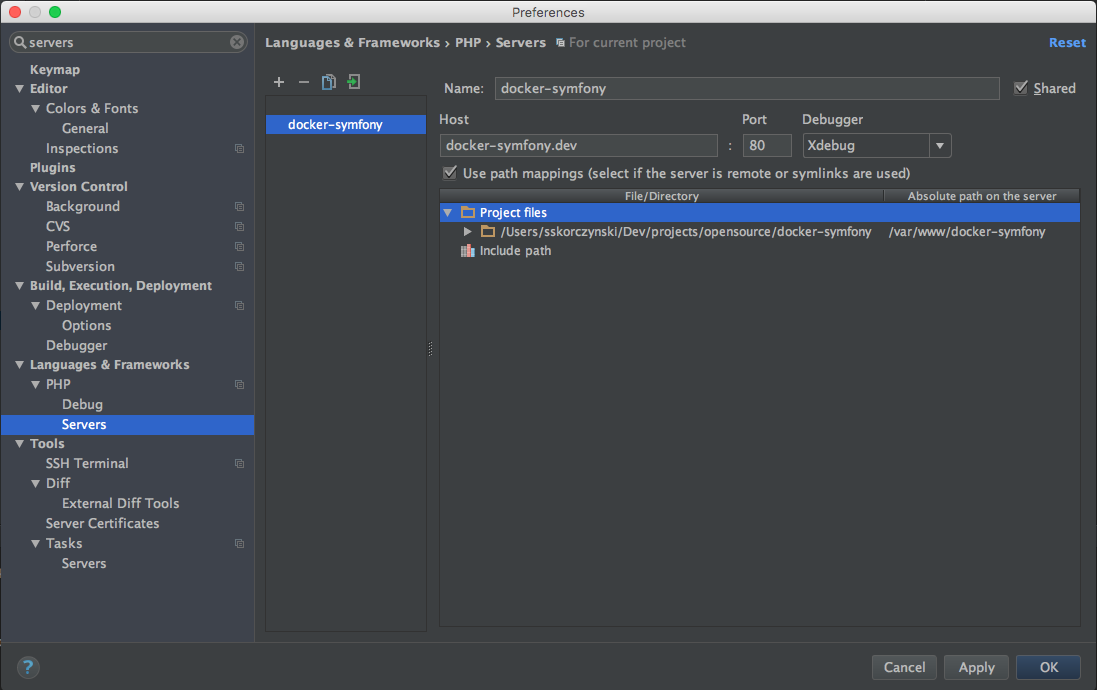 Preferences
servers
Languages & Frameworks › PHP › Servers For current project Reset
Keymap
Editor
Colors & Fonts
General
Inspections
Plugins
Version Control
Background
CVS
Perforce
Subversion
Build, Execution, Deployment
Deployment
Options
Debugger
Languages & Frameworks
PHP
Debug
Servers
Tools
SSH Terminal
Diff
External Diff Tools
Server Certificates
Tasks
Servers
docker-symfony
Name: docker-symfony Shared
Host Port Debugger
docker-symfony.dev : 80 Xdebug
Use path mappings (select if the server is remote or symlinks are used)
File/Directory Absolute path on the server
Project files
/Users/sskorczynski/Dev/projects/opensource/docker-symfony /var/www/docker-symfony
Include path
? Cancel Apply OK